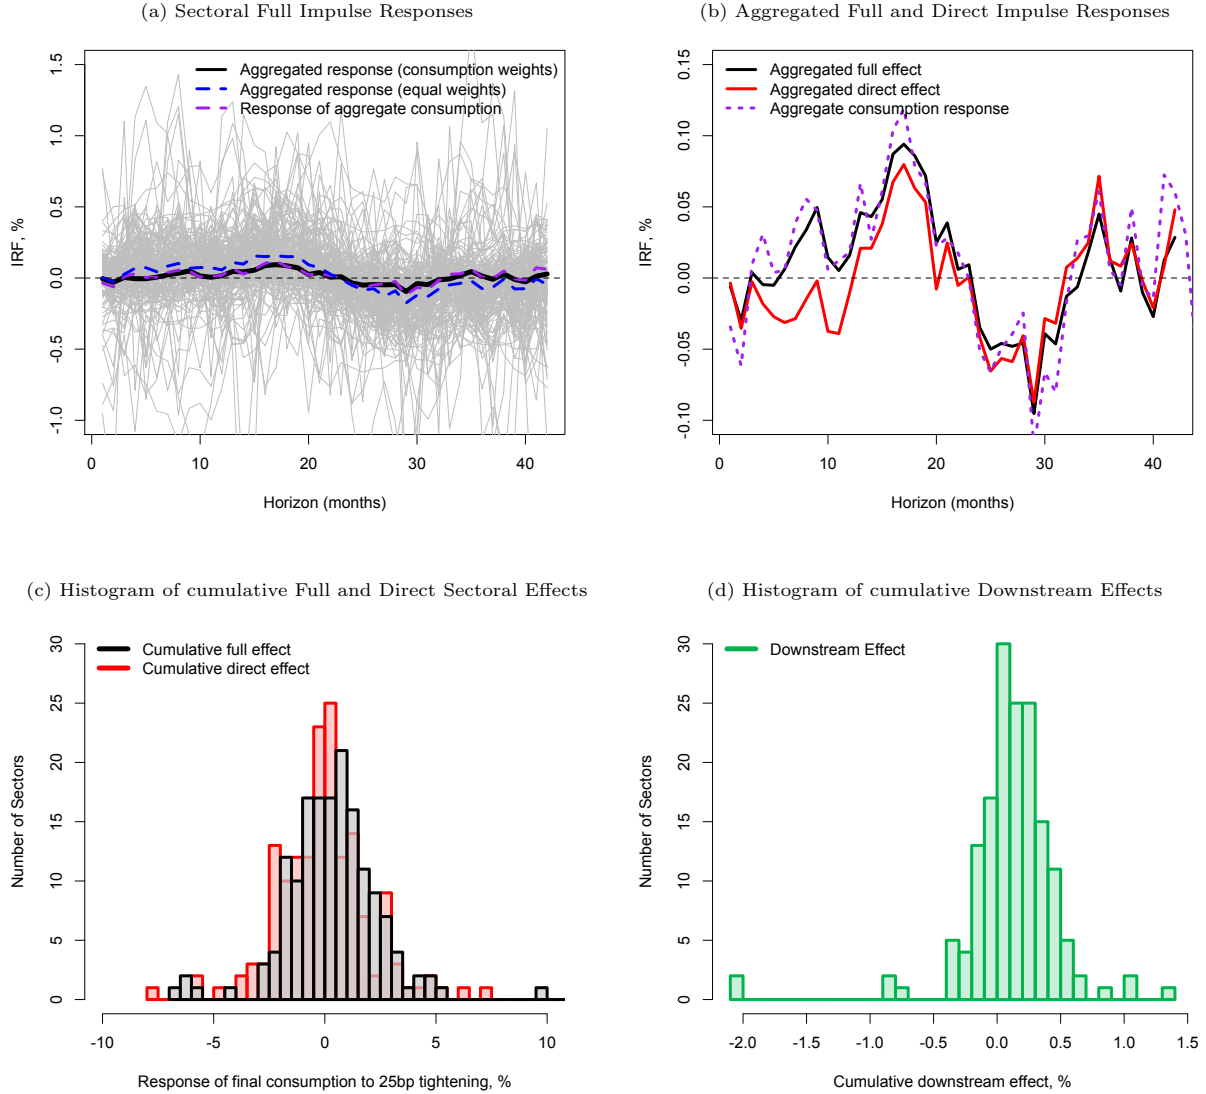 (a) Sectoral Full Impulse Responses
1.5
1.0
0.5
0.0
-0.5
-1.0
IRF, %
Aggregated response (consumption weights)
Aggregated response (equal weights)
Response of aggregate consumption
0 10 20 30 40
Horizon (months)
(b) Aggregated Full and Direct Impulse Responses
0.15
0.10
0.05
0.00
-0.05
-0.10
IRF, %
Aggregated full effect
Aggregated direct effect
Aggregate consumption response
0 10 20 30 40
Horizon (months)
(c) Histogram of cumulative Full and Direct Sectoral Effects
30
25
20
15
10
5
0
Number of Sectors
Cumulative full effect
Cumulative direct effect
-10 -5 0 5 10
Response of final consumption to 25bp tightening, %
(d) Histogram of cumulative Downstream Effects
30
25
20
15
10
5
0
Number of Sectors
Downstream Effect
-2.0 -1.5 -1.0 -0.5 0.0 0.5 1.0 1.5
Cumulative downstream effect, %